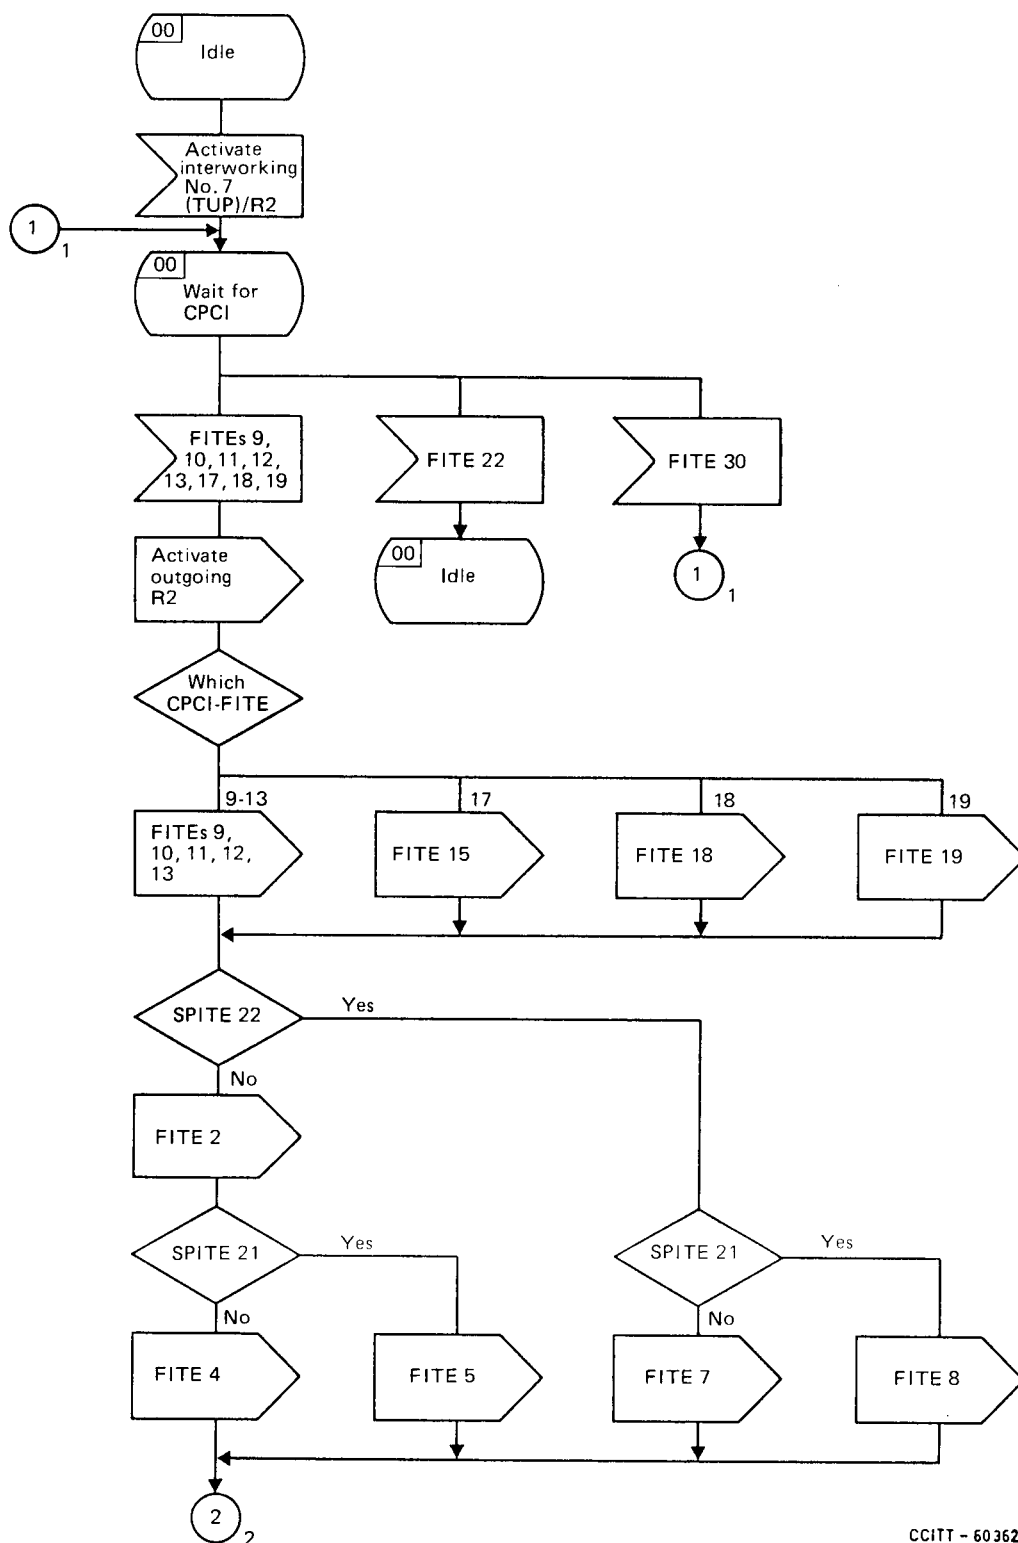 00
Idle
Activate
interworking
No. 7
(TUP)/R2
1
1
00
Wait for
CPCI
FITEs 9,
10, 11, 12,
13, 17, 18, 19
FITE 22
FITE 30
Activate
outgoing
R2
00
Idle
1
1
Which
CPCI-FITE
9-13
17
18
19
FITEs 9,
10, 11, 12,
13
FITE 15
FITE 18
FITE 19
SPITE 22
Yes
No
FITE 2
SPITE 21
Yes
SPITE 21
Yes
No
No
FITE 4
FITE 5
FITE 7
FITE 8
2
2
CCITT - 60362